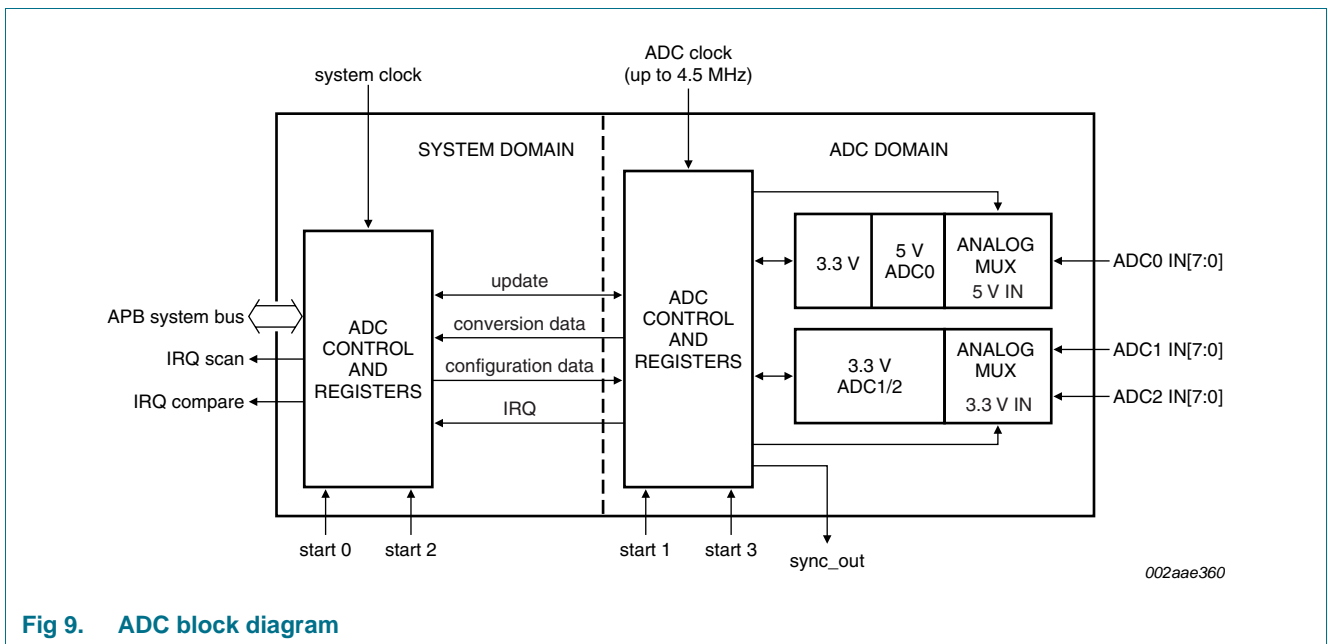 ADC clock
(up to 4.5 MHz)
system clock
SYSTEM DOMAIN
ADC DOMAIN
APB system bus
IRQ scan
IRQ compare
ADC
CONTROL
AND
REGISTERS
update
conversion data
configuration data
IRQ
ADC
CONTROL
AND
REGISTERS
3.3 V
5 V
ADC0
ANALOG
MUX
5 V IN
ADC0 IN[7:0]
3.3 V
ADC1/2
ANALOG
MUX
3.3 V IN
ADC1 IN[7:0]
ADC2 IN[7:0]
start 0
start 2
start 1
start 3
sync_out
002aae360
Fig 9. ADC block diagram